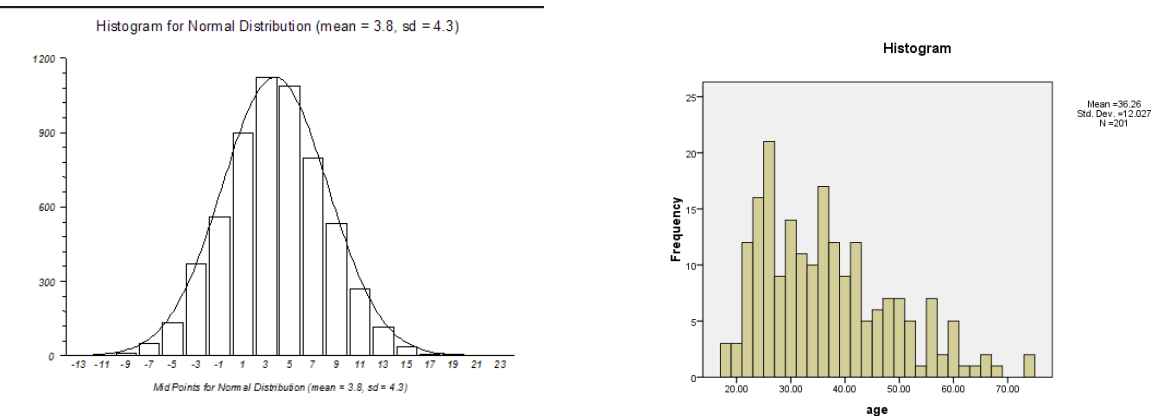 Histogram for Normal Distribution (mean = 3.8, sd = 4.3)
1200
900
600
300
0
-13 -11 -9 -7 -5 -3 -1 1 3 5 7 9 11 13 15 17 19 21 23
Mid Points for Normal Distribution (mean = 3.8, sd = 4.3)
Histogram
Mean =36.26
Std. Dev. =12.027
N =201
Frequency
25
20
15
10
5
0
20.00 30.00 40.00 50.00 60.00 70.00
age